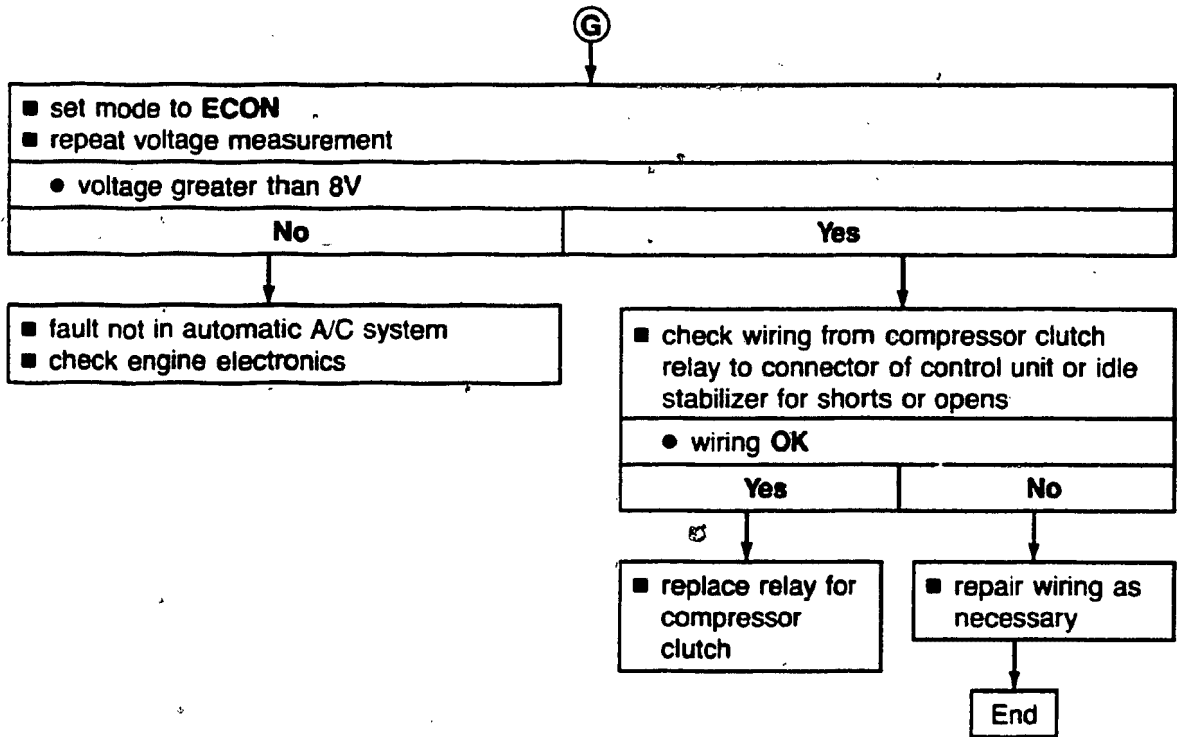 G
■ set mode to ECON
■ repeat voltage measurement
● voltage greater than 8V
No
Yes
■ fault not in automatic A/C system
■ check engine electronics
■ check wiring from compressor clutch
relay to connector of control unit or idle
stabilizer for shorts or opens
● wiring OK
Yes
No
■ replace relay for
compressor
clutch
■ repair wiring as
necessary
End